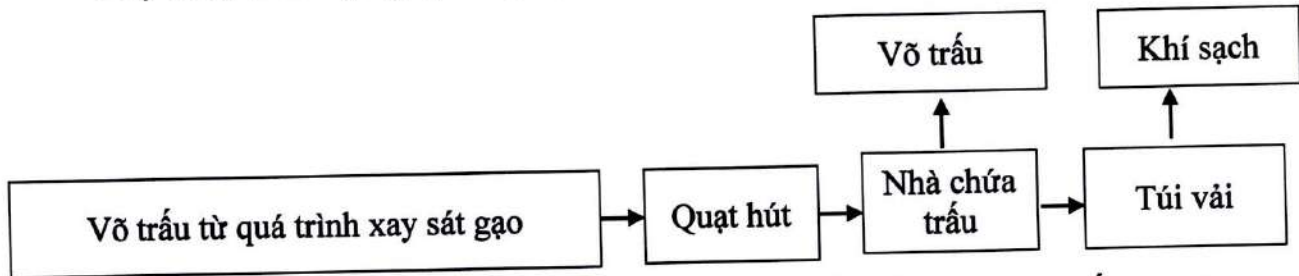 Võ trấu
Khí sạch
Võ trấu từ quá trình xay sát gạo
Quạt hút
Nhà chứa
trấu
Túi vải